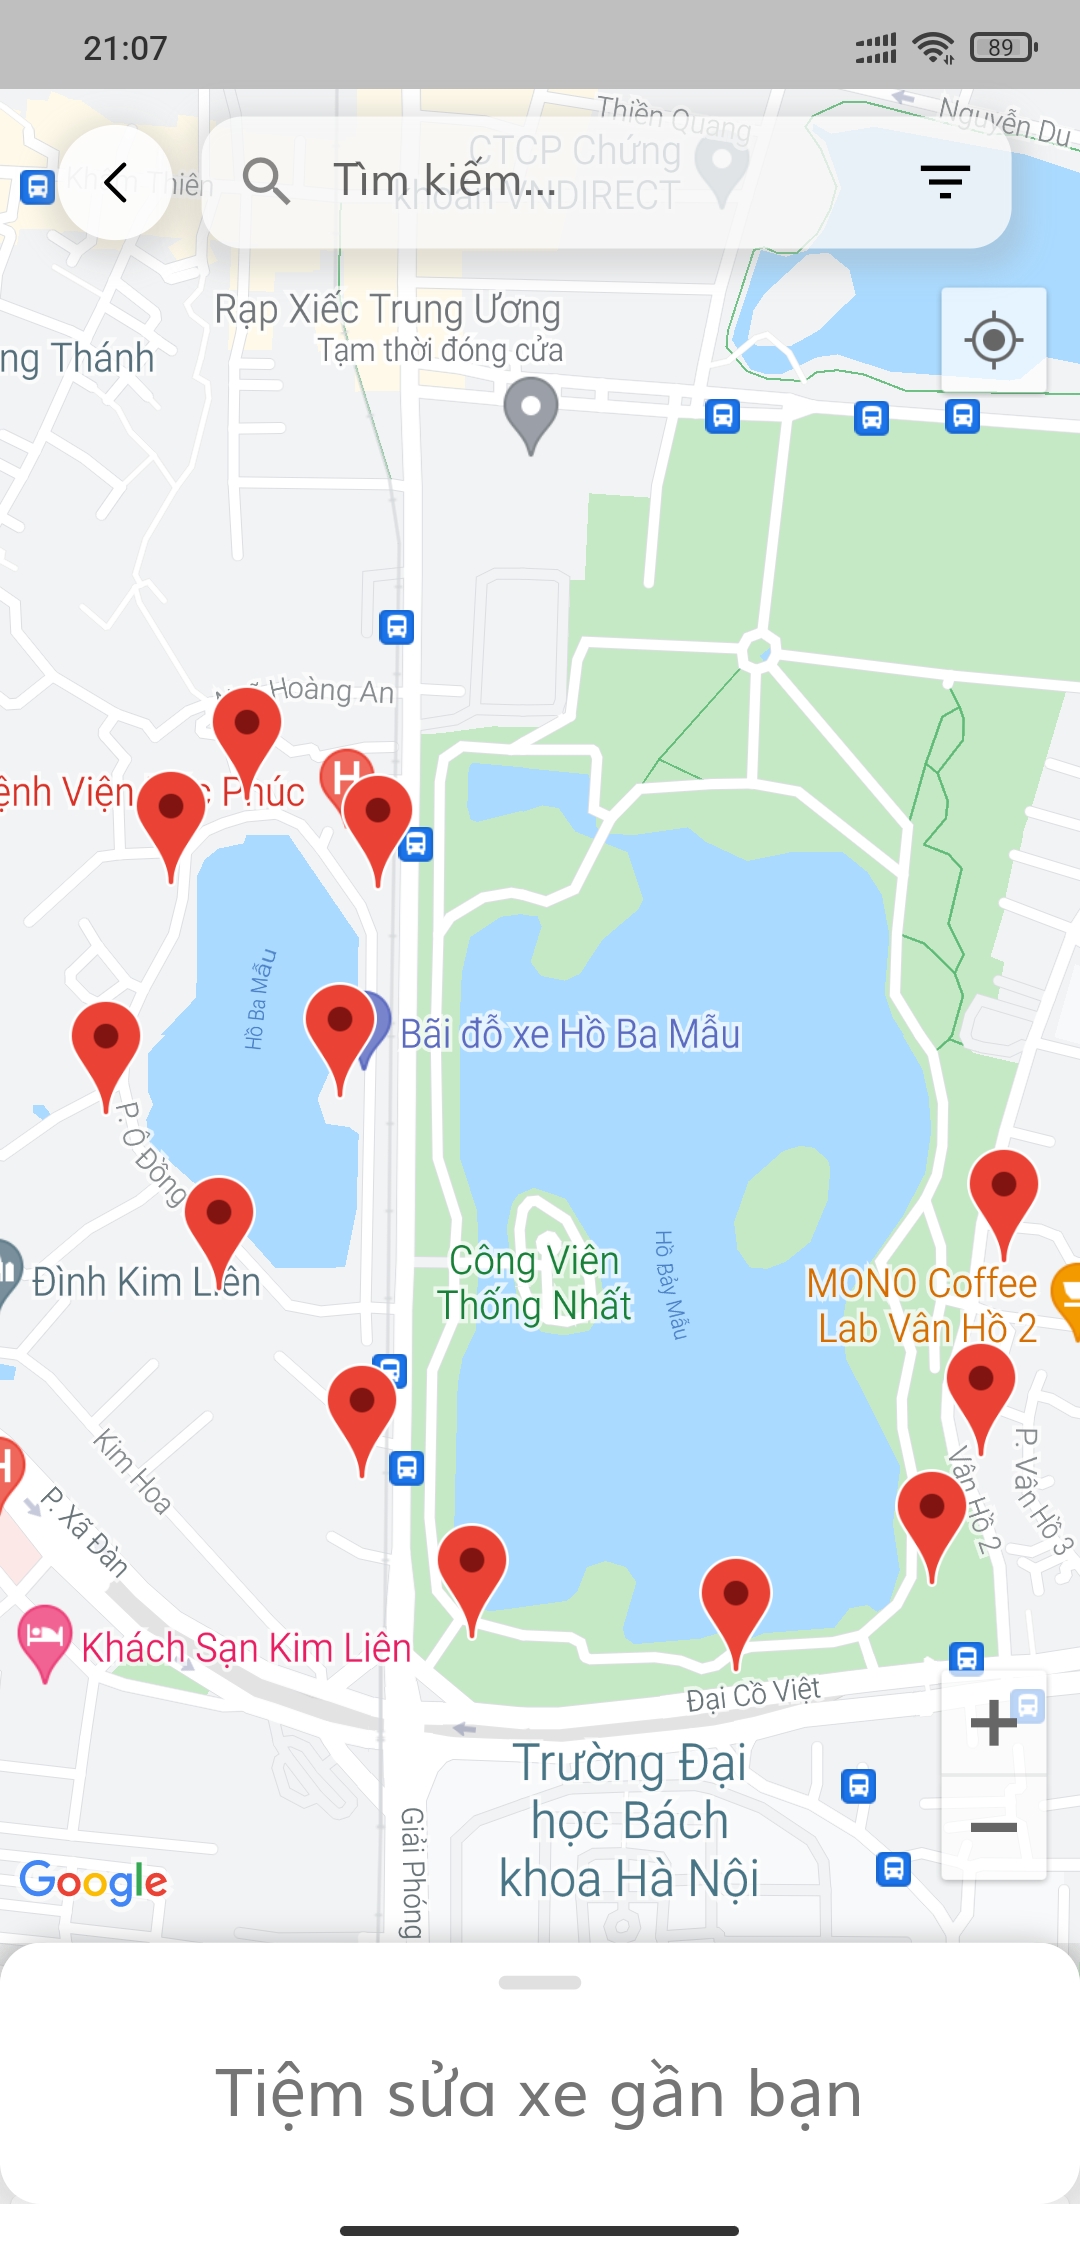 21:07
89
Thiền Quang
Nguyễn Du
CTCP Chứng
khoán VNDIRECT
Tìm kiếm...
Thiên
Rạp Xiếc Trung Ương
Tạm thời đóng cửa
ng Thánh
Hoàng An
H
ệnh Viện
Phúc
Hồ Ba Mẫu
Bãi đỗ xe Hồ Ba Mẫu
P. Ô Đồng
Đình Kim Liên
Công Viên
Thống Nhất
Hồ Bảy Mẫu
MONO Coffee
Lab Vân Hồ 2
Kim Hoa
P. Xã Đàn
H
Vân Hồ 2
P. Vân Hồ 3
Khách Sạn Kim Liên
Đại Cồ Việt
Trường Đại
học Bách
khoa Hà Nội
Giải Phóng
Google
Tiệm sửa xe gần bạn